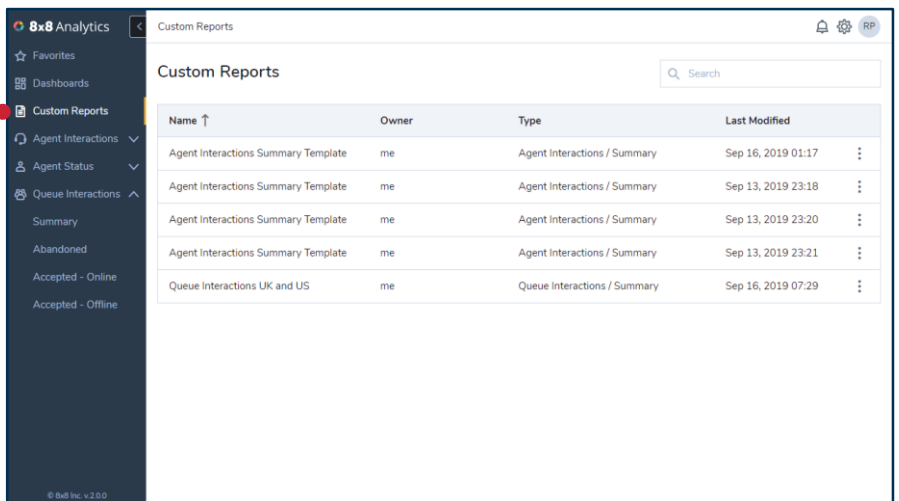 8x8 Analytics
Custom Reports
RP
Favorites
Dashboards
Custom Reports
Agent Interactions
Agent Status
Queue Interactions
Summary
Abandoned
Accepted - Online
Accepted - Offline
© 8x8 Inc. v.2.0.0
Custom Reports
Search
Name ↑ Owner Type Last Modified
Agent Interactions Summary Template me Agent Interactions / Summary Sep 16, 2019 01:17
Agent Interactions Summary Template me Agent Interactions / Summary Sep 13, 2019 23:18
Agent Interactions Summary Template me Agent Interactions / Summary Sep 13, 2019 23:20
Agent Interactions Summary Template me Agent Interactions / Summary Sep 13, 2019 23:21
Queue Interactions UK and US me Queue Interactions / Summary Sep 16, 2019 07:29